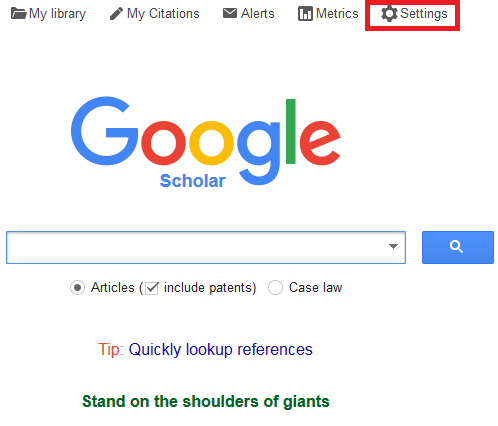 My library My Citations Alerts Metrics Settings
Google
Scholar
Articles (include patents) Case law
Tip: Quickly lookup references
Stand on the shoulders of giants